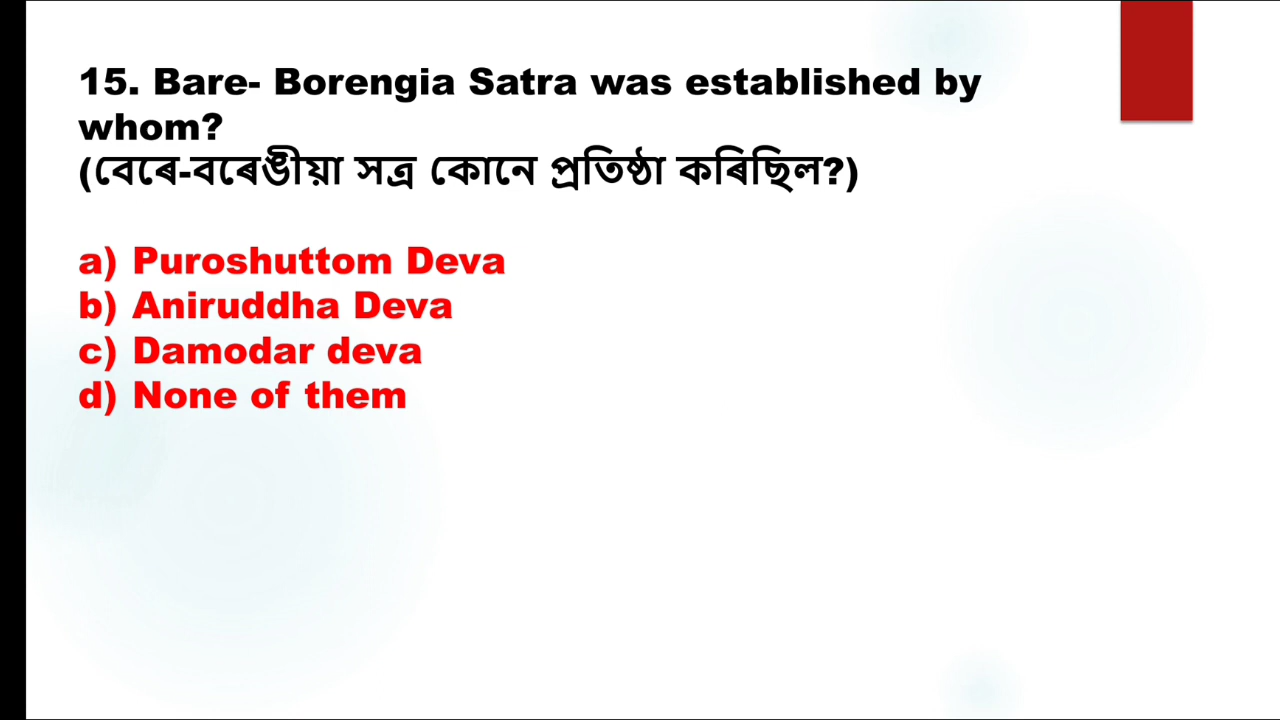 15. Bare- Borengia Satra was established by
whom?
(বেৰে-বৰেঙীয়া সত্ৰ কোনে প্ৰতিষ্ঠা কৰিছিল?)
a) Puroshuttom Deva
b) Aniruddha Deva
c) Damodar deva
d) None of them